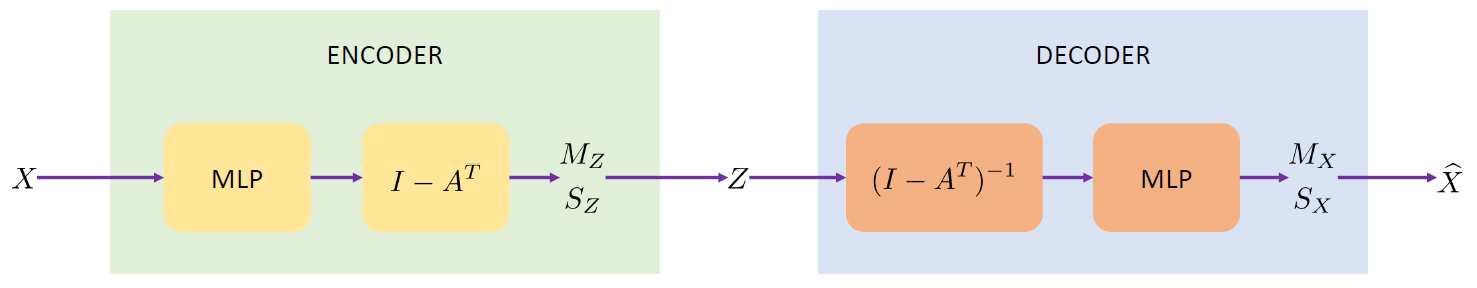 ENCODER
DECODER
X
MLP
I − A^T
M_Z
S_Z
Z
(I − A^T)^{−1}
MLP
M_X
S_X
X̂